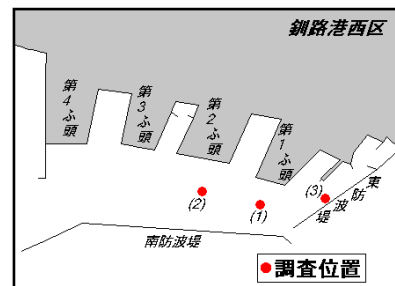 釧路港西区
第4ふ頭
第3ふ頭
第2ふ頭
第1ふ頭
(3)
(2)
(1)
東防波堤
南防波堤
調査位置